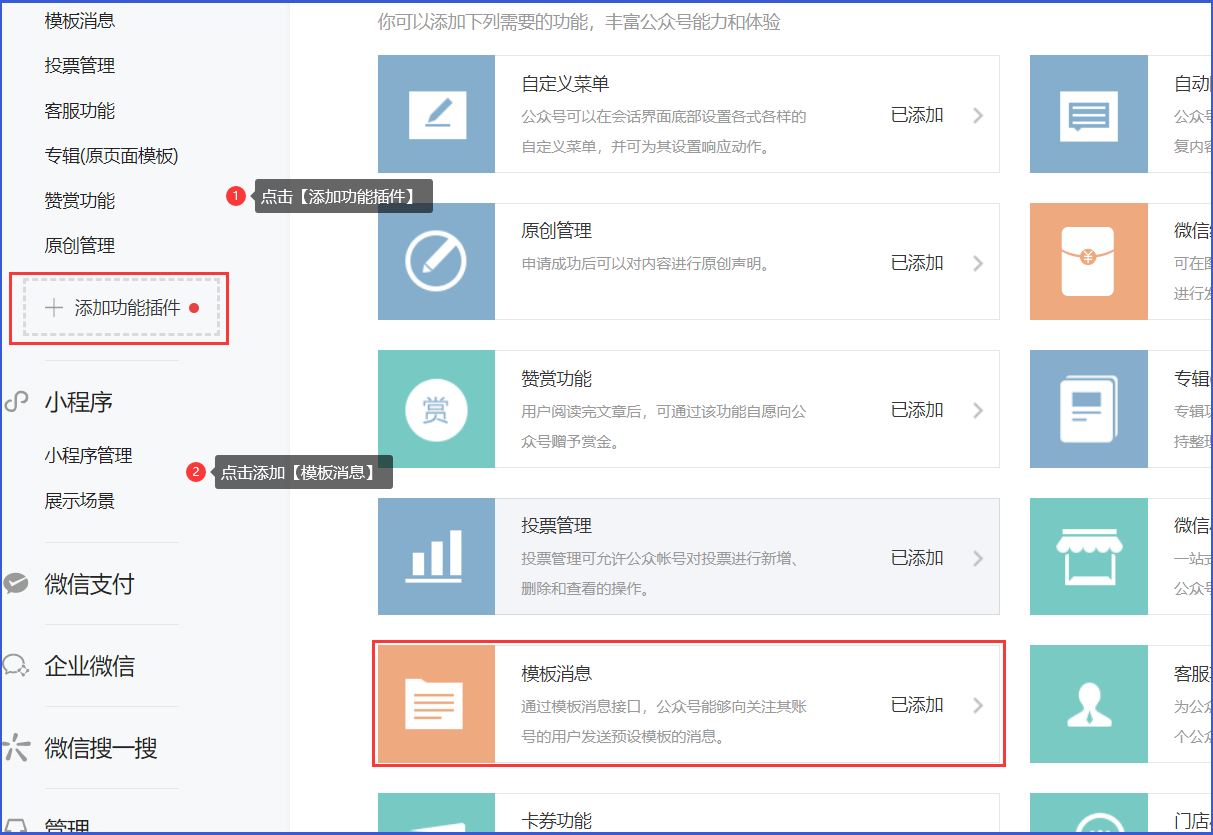 模板消息
投票管理
客服功能
专辑(原页面模板)
赞赏功能
原创管理
添加功能插件
小程序
小程序管理
展示场景
微信支付
企业微信
微信搜一搜
管理
1
点击【添加功能插件】
2
点击添加【模板消息】
你可以添加下列需要的功能，丰富公众号能力和体验
自定义菜单
公众号可以在会话界面底部设置各式各样的
自定义菜单，并可为其设置响应动作。
已添加
原创管理
申请成功后可以对内容进行原创声明。
已添加
赏
赞赏功能
用户阅读完文章后，可通过该功能自愿向公
众号赠予赏金。
已添加
投票管理
投票管理可允许公众帐号对投票进行新增、
删除和查看的操作。
已添加
模板消息
通过模板消息接口，公众号能够向关注其账
号的用户发送预设模板的消息。
已添加
卡券功能
自动
公众号
复内容
¥
微信
可在图
进行发
专辑
专辑功
持整理
微信
一站式
公众号
客服
为公众
个公众
门店